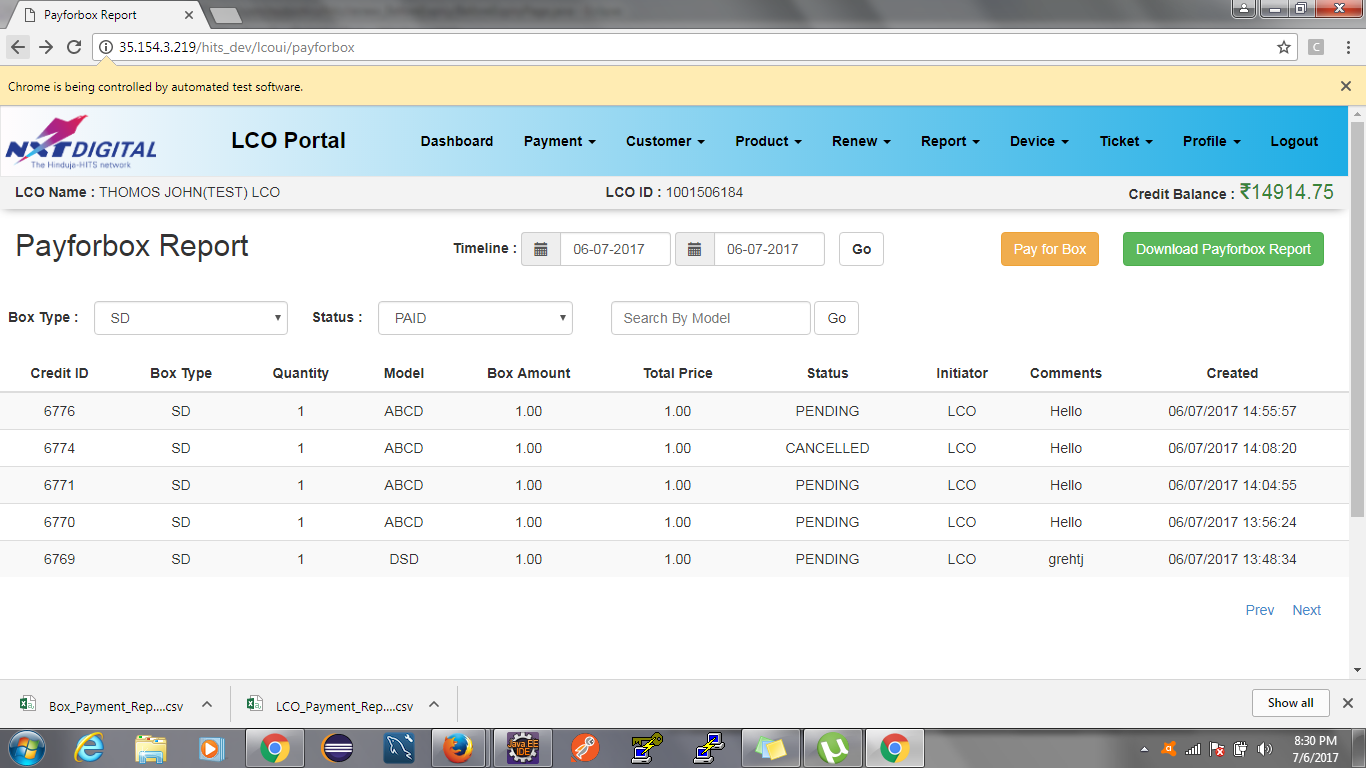 Payforbox Report
35.154.3.219/hits_dev/lcoui/payforbox
C
Chrome is being controlled by automated test software.
NXT DIGITAL
The Hinduja-HITS network
LCO Portal Dashboard Payment Customer Product Renew Report Device Ticket Profile Logout
LCO Name : THOMOS JOHN(TEST) LCO LCO ID : 1001506184 Credit Balance : ₹14914.75
Payforbox Report Timeline : 06-07-2017 06-07-2017 Go Pay for Box Download Payforbox Report
Box Type : SD Status : PAID Search By Model Go
Credit ID Box Type Quantity Model Box Amount Total Price Status Initiator Comments Created
6776 SD 1 ABCD 1.00 1.00 PENDING LCO Hello 06/07/2017 14:55:57
6774 SD 1 ABCD 1.00 1.00 CANCELLED LCO Hello 06/07/2017 14:08:20
6771 SD 1 ABCD 1.00 1.00 PENDING LCO Hello 06/07/2017 14:04:55
6770 SD 1 ABCD 1.00 1.00 PENDING LCO Hello 06/07/2017 13:56:24
6769 SD 1 DSD 1.00 1.00 PENDING LCO grehtj 06/07/2017 13:48:34
Prev Next
Box_Payment_Rep....csv LCO_Payment_Rep....csv Show all
Java EE
IDE
8:30 PM
7/6/2017